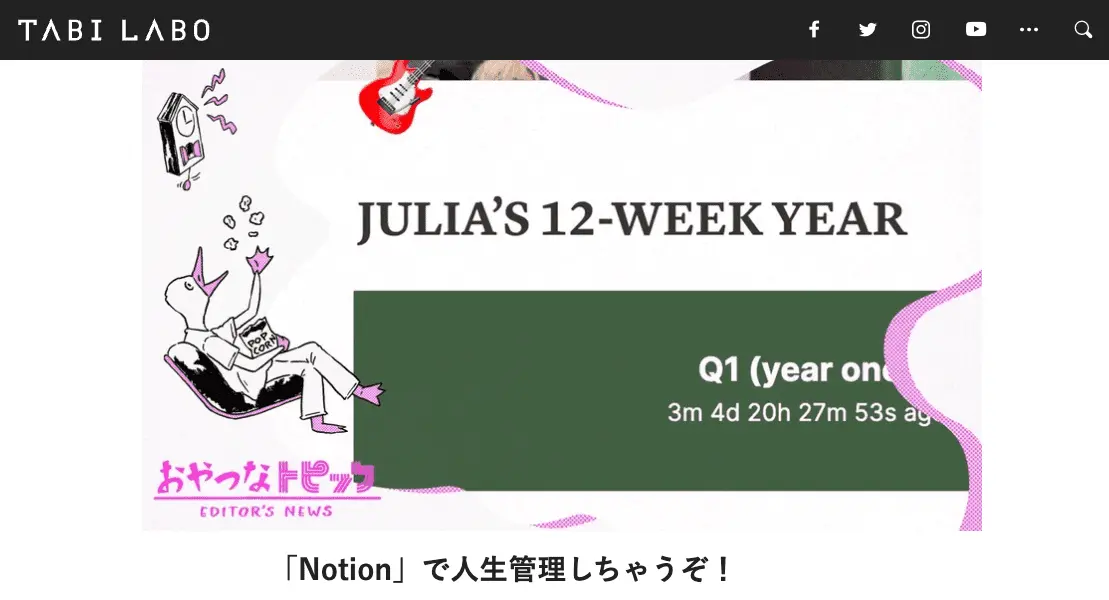 TABI LABO
JULIA'S 12-WEEK YEAR
POP
CORN
Q1 (year one
3m 4d 20h 27m 53s ag
おやつなトピック
EDITOR'S NEWS
「Notion」で人生管理しちゃうぞ！